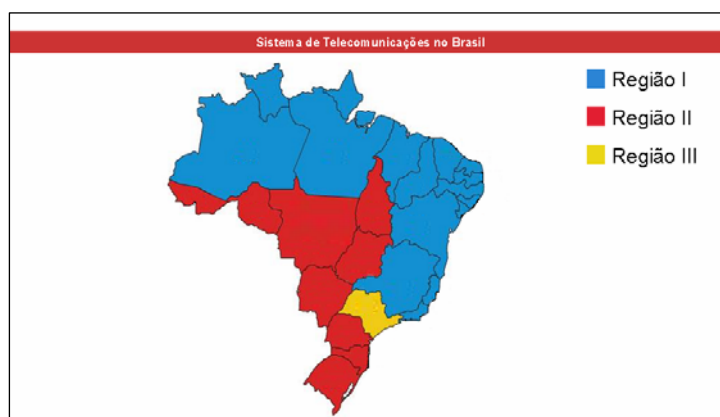 Sistema de Telecomunicações no Brasil
Região I
Região II
Região III